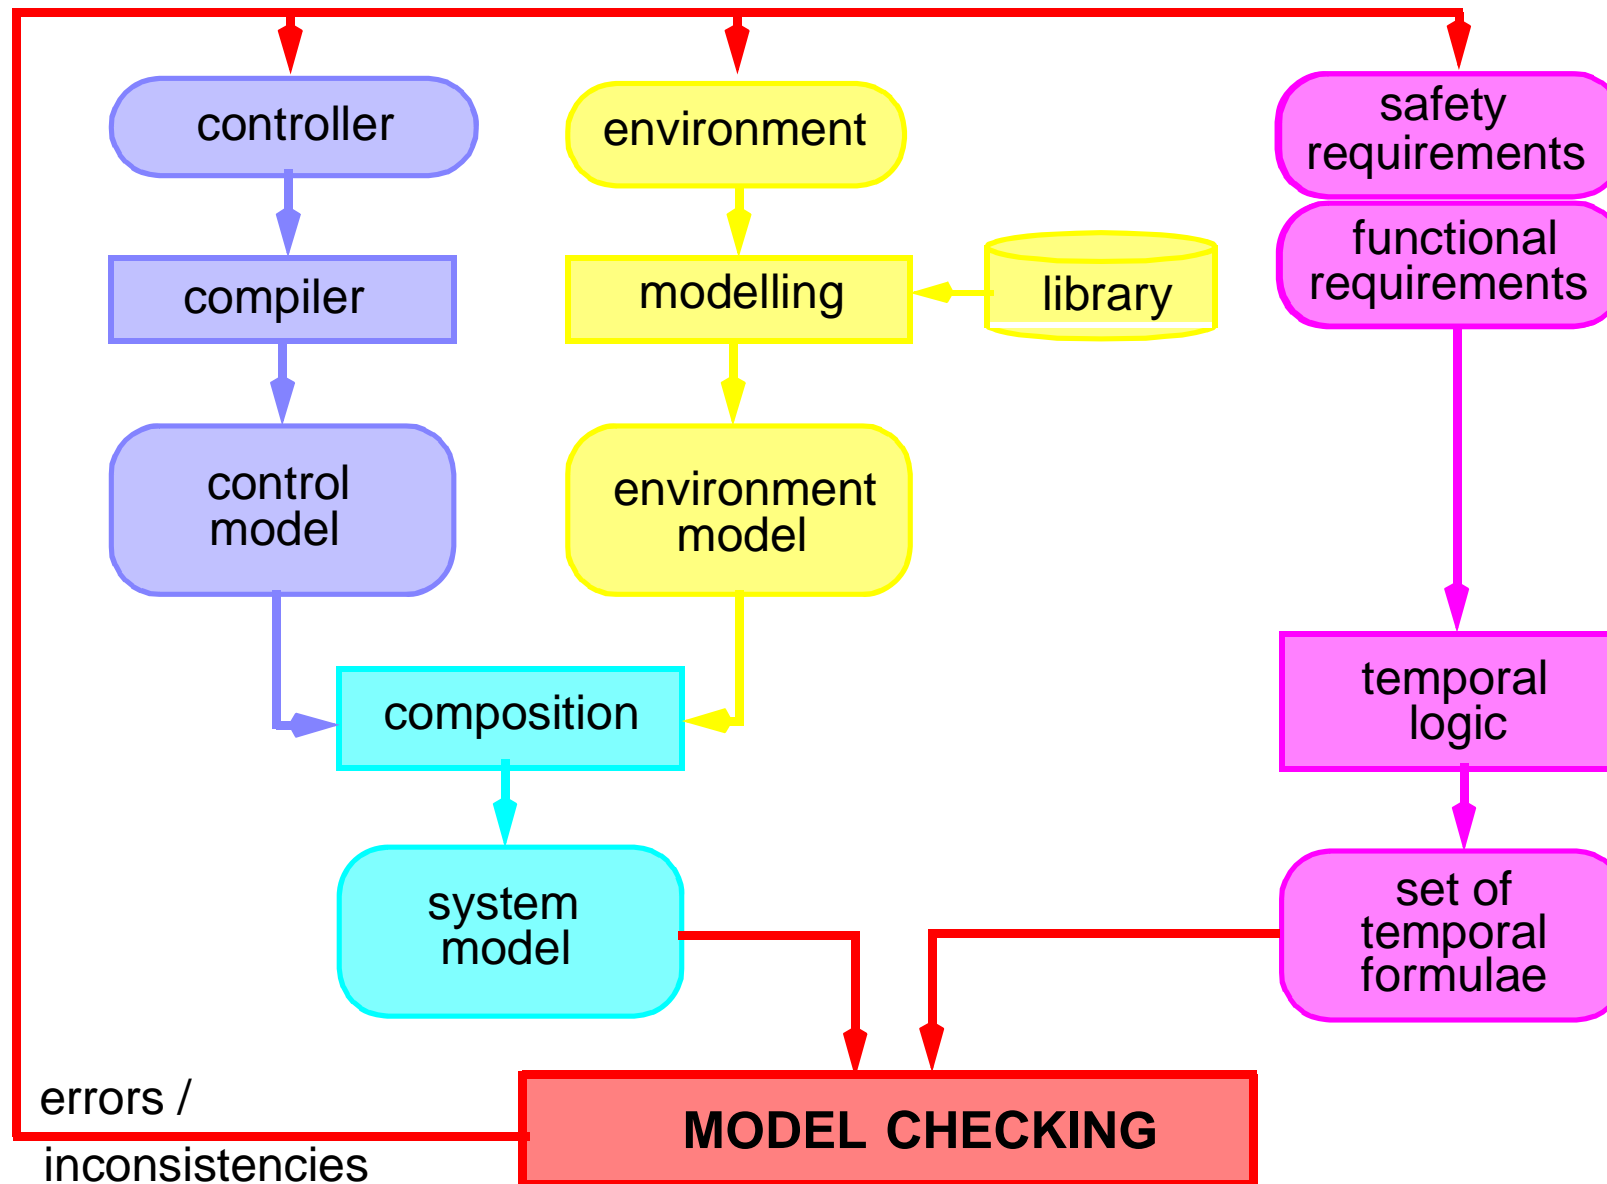 controller
environment
safety
requirements
functional
requirements
compiler
modelling
library
control
model
environment
model
composition
temporal
logic
system
model
set of
temporal
formulae
errors /
inconsistencies
MODEL CHECKING